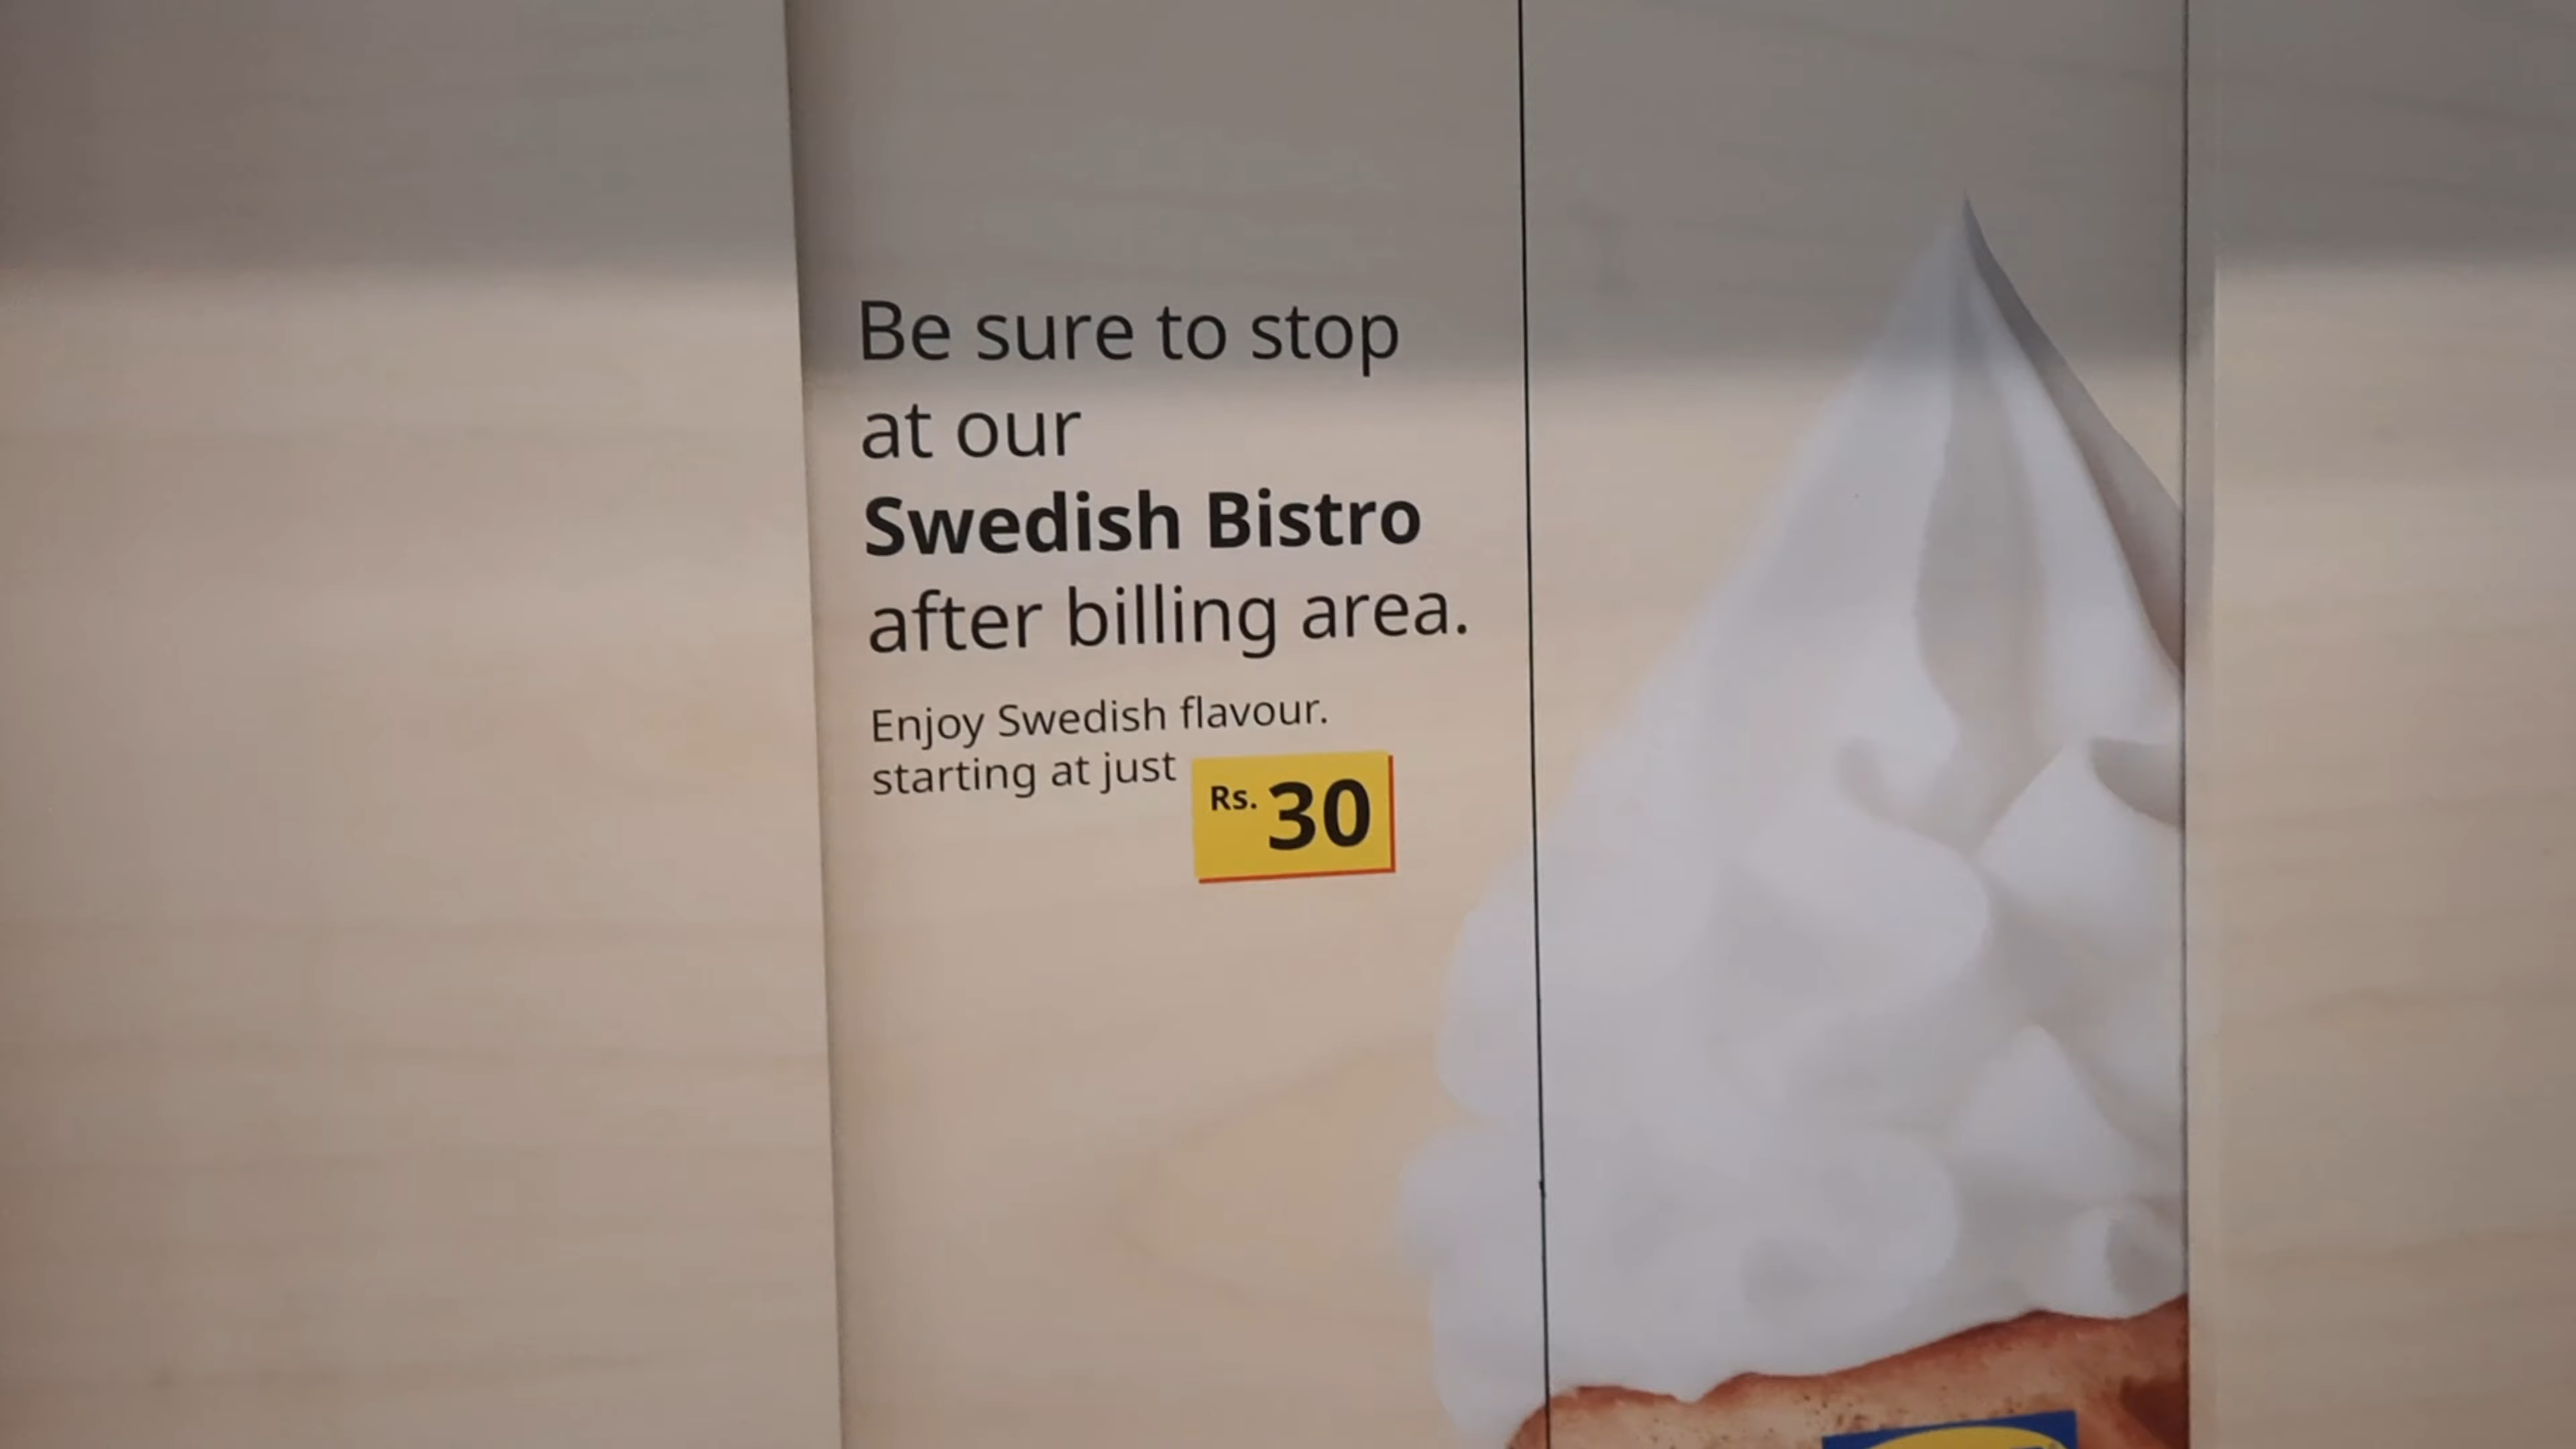 Be sure to stop
at our
Swedish Bistro
after billing area.
Enjoy Swedish flavour.
starting at just
Rs. 30